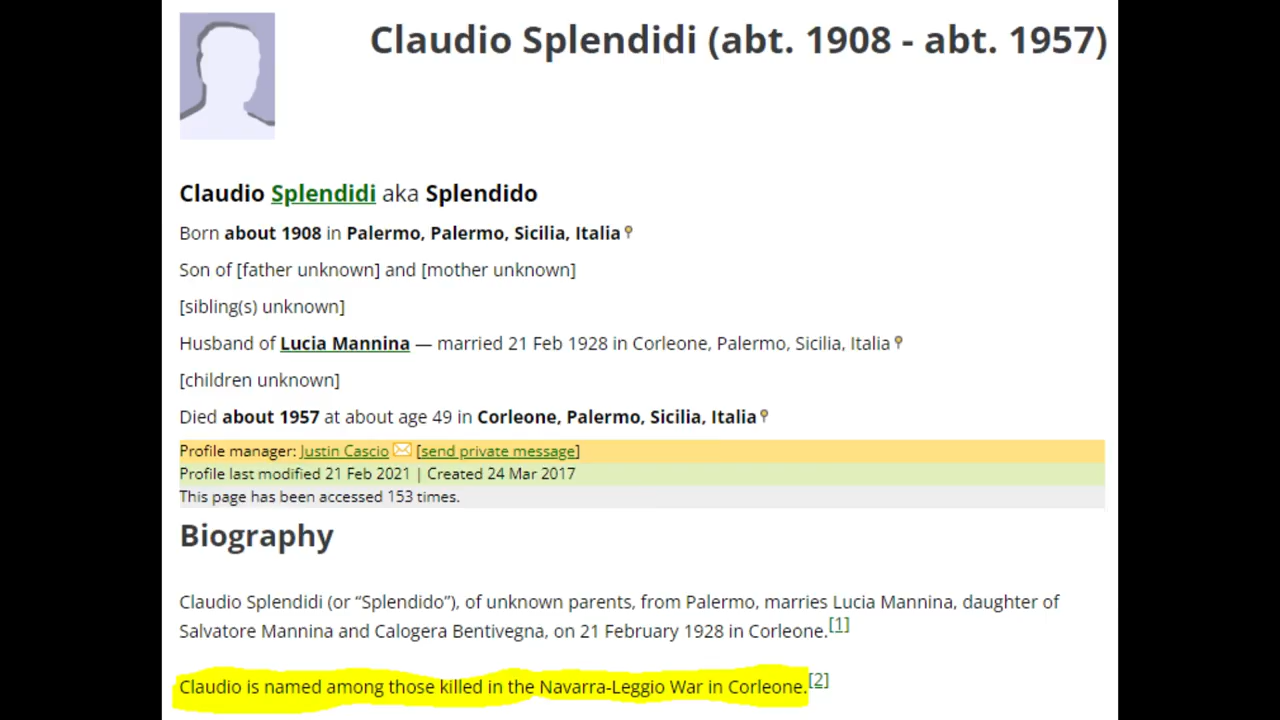 Claudio Splendidi (abt. 1908 - abt. 1957)
Claudio Splendidi aka Splendido
Born about 1908 in Palermo, Palermo, Sicilia, Italia
Son of [father unknown] and [mother unknown]
[sibling(s) unknown]
Husband of Lucia Mannina — married 21 Feb 1928 in Corleone, Palermo, Sicilia, Italia
[children unknown]
Died about 1957 at about age 49 in Corleone, Palermo, Sicilia, Italia
Profile manager: Justin Cascio [send private message]
Profile last modified 21 Feb 2021 | Created 24 Mar 2017
This page has been accessed 153 times.
Biography
Claudio Splendidi (or “Splendido”), of unknown parents, from Palermo, marries Lucia Mannina, daughter of
Salvatore Mannina and Calogera Bentivegna, on 21 February 1928 in Corleone.[1]
Claudio is named among those killed in the Navarra-Leggio War in Corleone.[2]